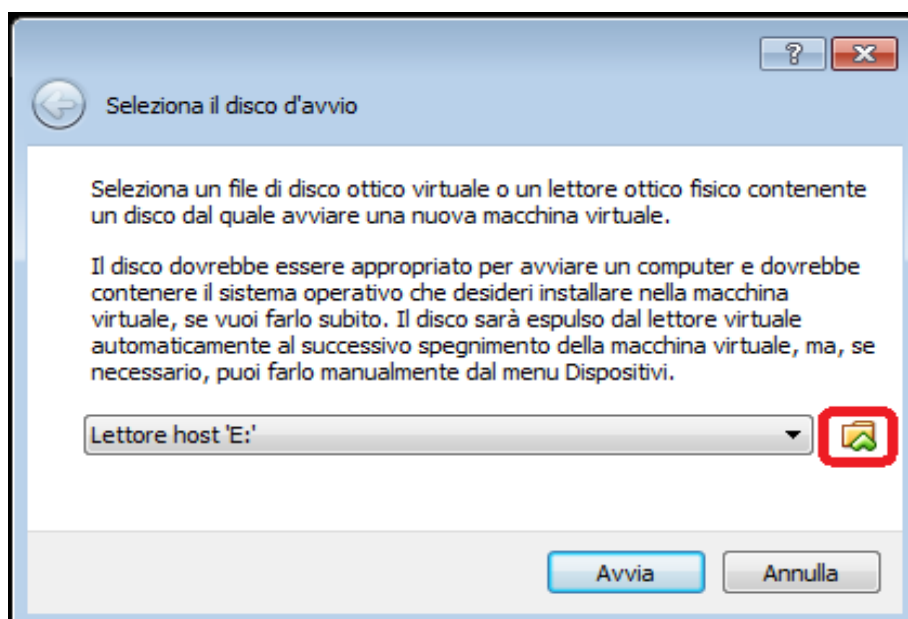 ?
Seleziona il disco d'avvio
Seleziona un file di disco ottico virtuale o un lettore ottico fisico contenente
un disco dal quale avviare una nuova macchina virtuale.
Il disco dovrebbe essere appropriato per avviare un computer e dovrebbe
contenere il sistema operativo che desideri installare nella macchina
virtuale, se vuoi farlo subito. Il disco sarà espulso dal lettore virtuale
automaticamente al successivo spegnimento della macchina virtuale, ma, se
necessario, puoi farlo manualmente dal menu Dispositivi.
Lettore host 'E:'
Avvia Annulla